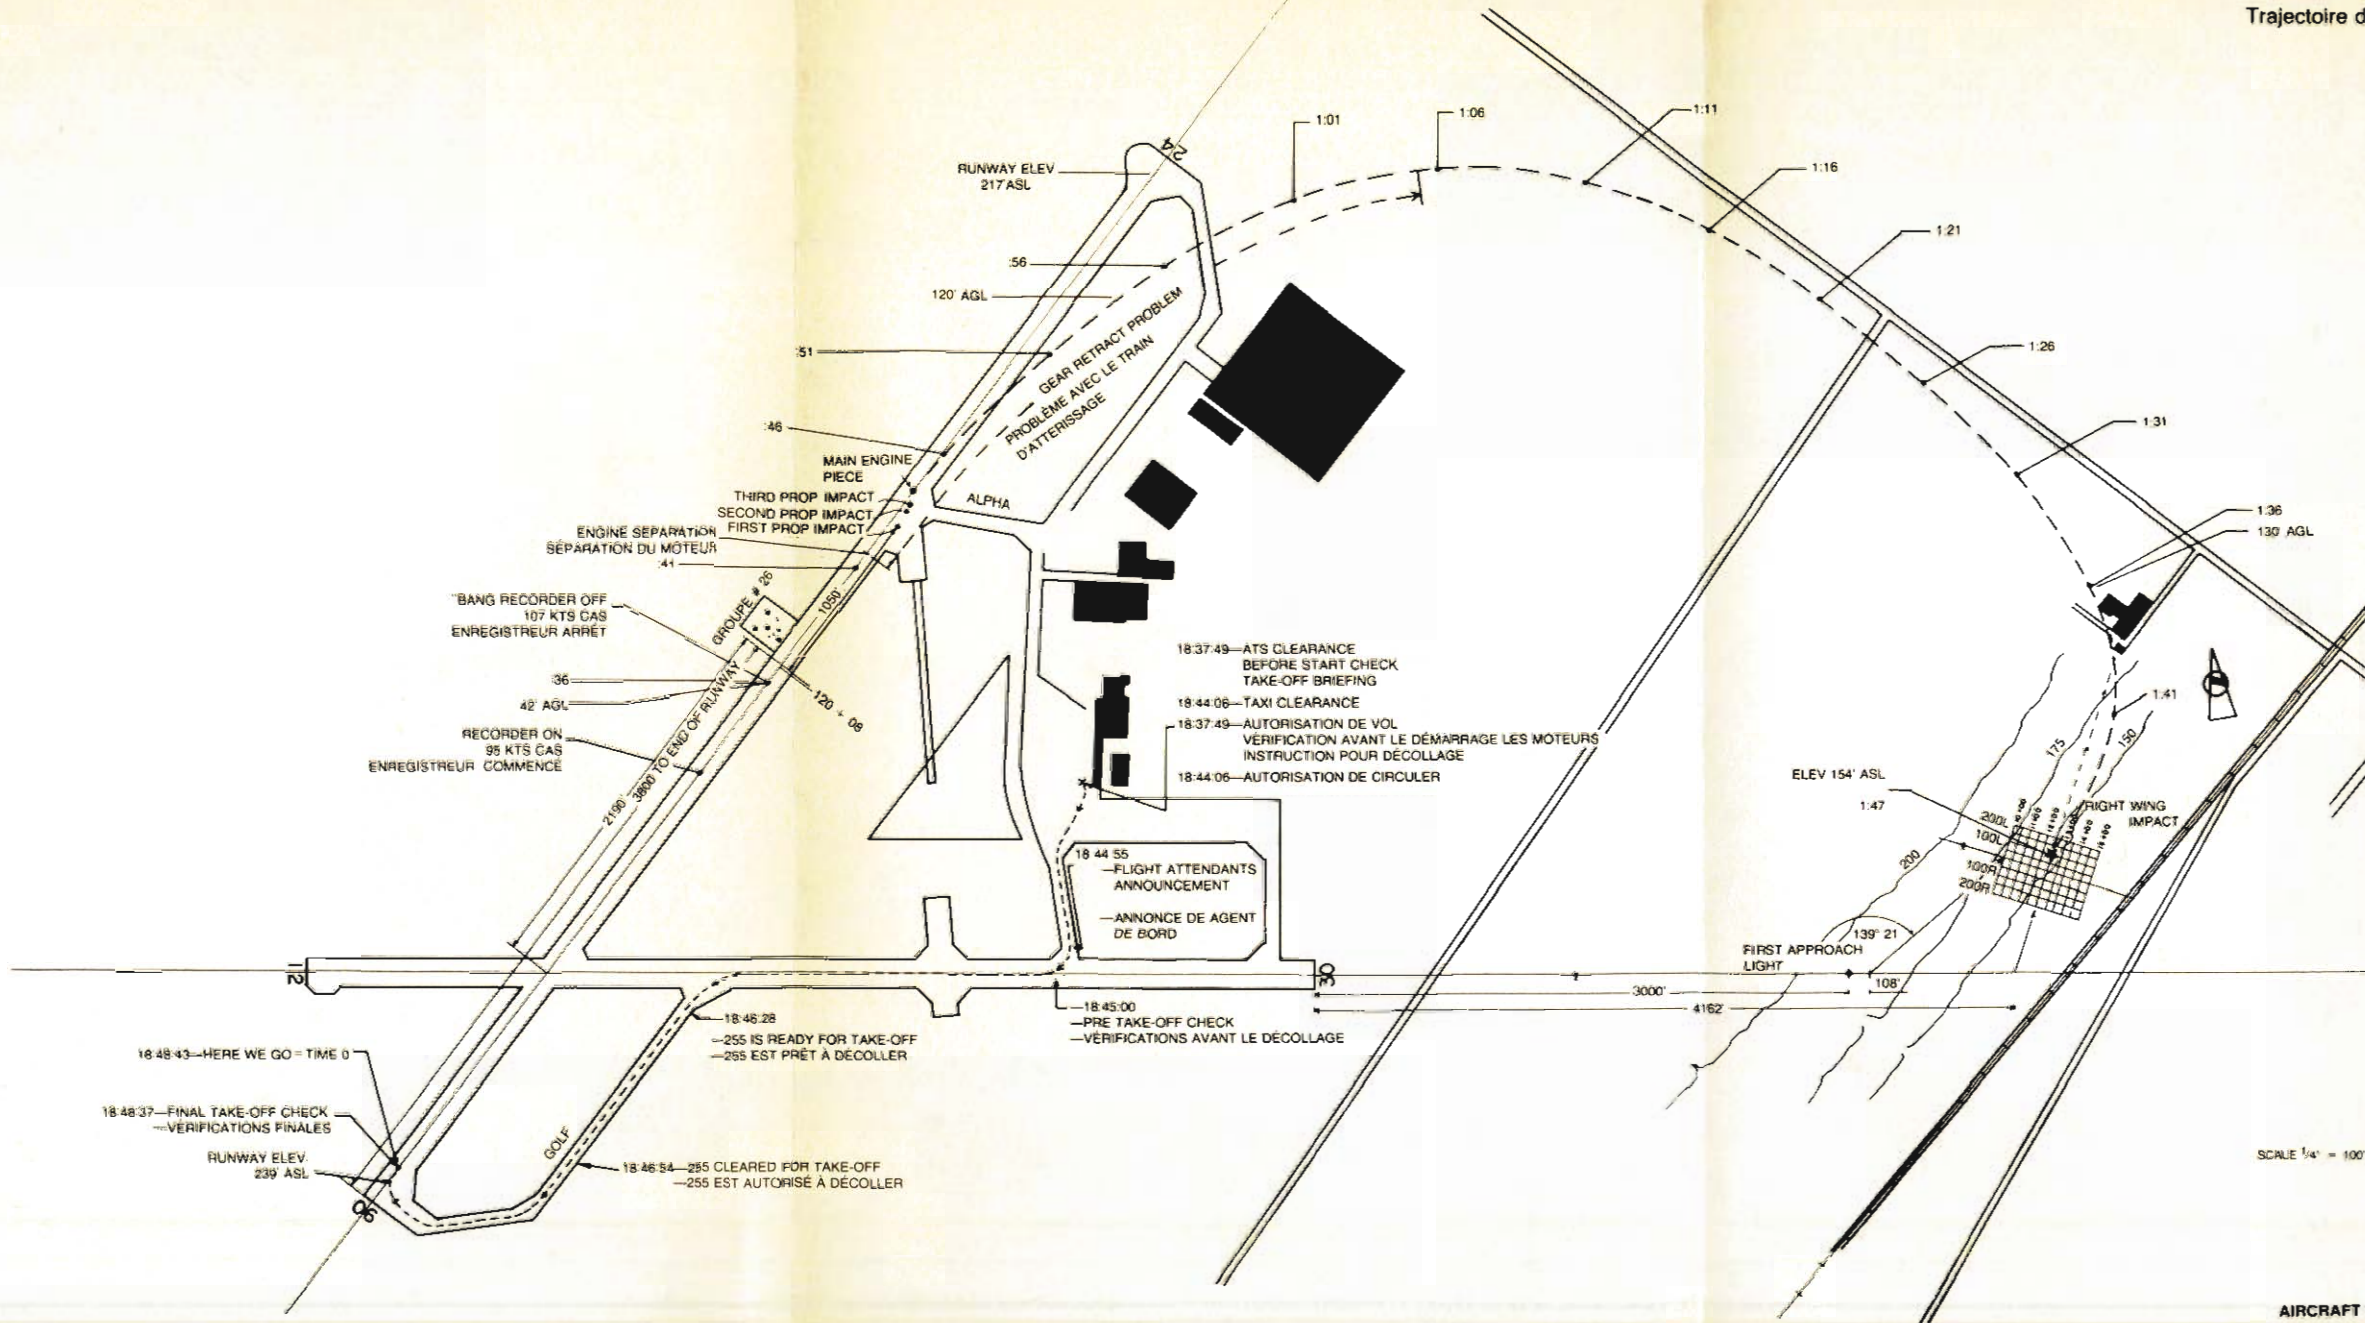 Trajectoire d
24
RUNWAY ELEV
217'ASL
1:01
1:06
1:11
1:16
1:21
1:26
1:31
1:36
130' AGL
1:41
:56
120' AGL
:51
:46
GEAR RETRACT PROBLEM
PROBLÈME AVEC LE TRAIN
D'ATTERISSAGE
MAIN ENGINE
PIECE
THIRD PROP IMPACT
SECOND PROP IMPACT
FIRST PROP IMPACT
ALPHA
ENGINE SEPARATION
SÉPARATION DU MOTEUR
:41
"BANG RECORDER OFF
107 KTS CAS
ENREGISTREUR ARRÊT
GROUPE # 26
1050'
:36
42' AGL
120 + 08
RECORDER ON
95 KTS CAS
ENREGISTREUR COMMENCÉ
2190'
3800 TO END OF RUNWAY
18:37:49—ATS CLEARANCE
BEFORE START CHECK
TAKE-OFF BRIEFING
18:44:06—TAXI CLEARANCE
18:37:49—AUTORISATION DE VOL
VÉRIFICATION AVANT LE DÉMARRAGE LES MOTEURS
INSTRUCTION POUR DÉCOLLAGE
18:44:06—AUTORISATION DE CIRCULER
18 44 55
—FLIGHT ATTENDANTS
ANNOUNCEMENT
—ANNONCE DE AGENT
DE BORD
175
150
ELEV 154' ASL
1:47
RIGHT WING
IMPACT
200L
100L
100R
200R
200
139° 21
FIRST APPROACH
LIGHT
108'
3000'
4162'
12
30
18:45:00
—PRE TAKE-OFF CHECK
—VÉRIFICATIONS AVANT LE DÉCOLLAGE
18:46:28
—255 IS READY FOR TAKE-OFF
—255 EST PRÊT À DÉCOLLER
18:48:43—HERE WE GO = TIME 0
18:48:37—FINAL TAKE-OFF CHECK
—VÉRIFICATIONS FINALES
RUNWAY ELEV.
239' ASL
06
GOLF
18:46:54—255 CLEARED FOR TAKE-OFF
—255 EST AUTORISÉ À DÉCOLLER
SCALE 1/4" = 100'
AIRCRAFT